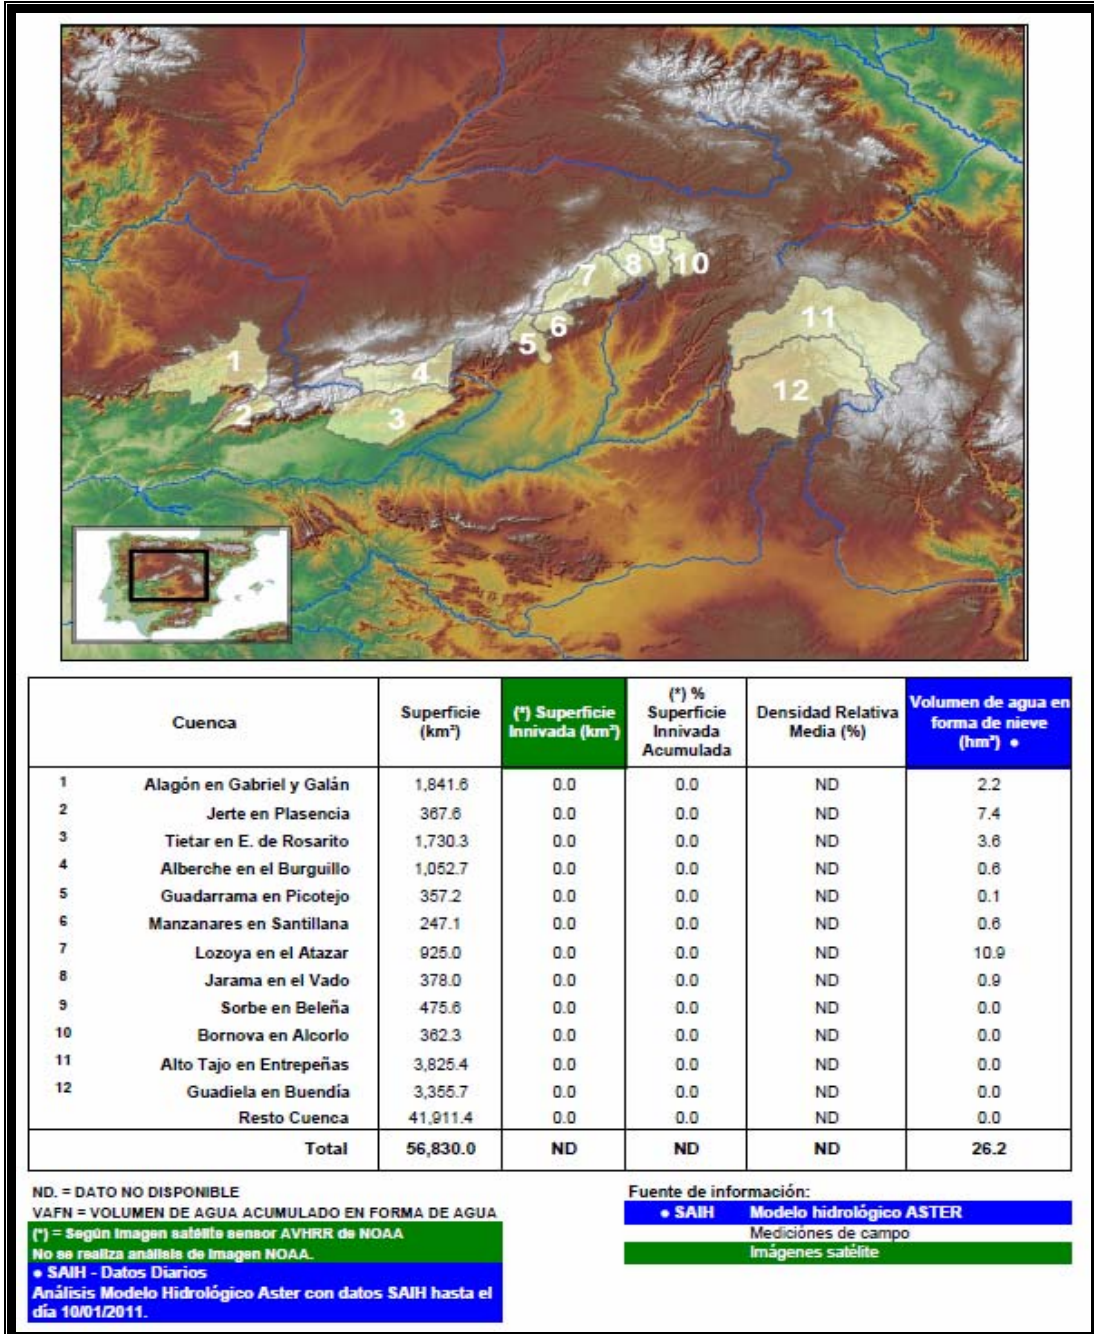 9
8
10
7
6
5
11
1
4
12
2
3
Cuenca Superficie (km²) (*) Superficie Innivada (km²) (*) % Superficie Innivada Acumulada Densidad Relativa Media (%) Volumen de agua en forma de nieve (hm³) •
1 Alagón en Gabriel y Galán 1,841.6 0.0 0.0 ND 2.2
2 Jerte en Plasencia 367.6 0.0 0.0 ND 7.4
3 Tietar en E. de Rosarito 1,730.3 0.0 0.0 ND 3.6
4 Alberche en el Burguillo 1,052.7 0.0 0.0 ND 0.6
5 Guadarrama en Picotejo 357.2 0.0 0.0 ND 0.1
6 Manzanares en Santillana 247.1 0.0 0.0 ND 0.6
7 Lozoya en el Atazar 925.0 0.0 0.0 ND 10.9
8 Jarama en el Vado 378.0 0.0 0.0 ND 0.9
9 Sorbe en Beleña 475.6 0.0 0.0 ND 0.0
10 Bornova en Alcorlo 362.3 0.0 0.0 ND 0.0
11 Alto Tajo en Entrepeñas 3,825.4 0.0 0.0 ND 0.0
12 Guadiela en Buendía 3,355.7 0.0 0.0 ND 0.0
Resto Cuenca 41,911.4 0.0 0.0 ND 0.0
Total 56,830.0 ND ND ND 26.2
ND. = DATO NO DISPONIBLE
VAFN = VOLUMEN DE AGUA ACUMULADO EN FORMA DE AGUA
(*) = Según Imagen satélite sensor AVHRR de NOAA
No se realiza análisis de Imagen NOAA.
• SAIH - Datos Diarios
Análisis Modelo Hidrológico Aster con datos SAIH hasta el
día 10/01/2011.
Fuente de información:
• SAIH Modelo hidrológico ASTER
Mediciónes de campo
Imágenes satélite